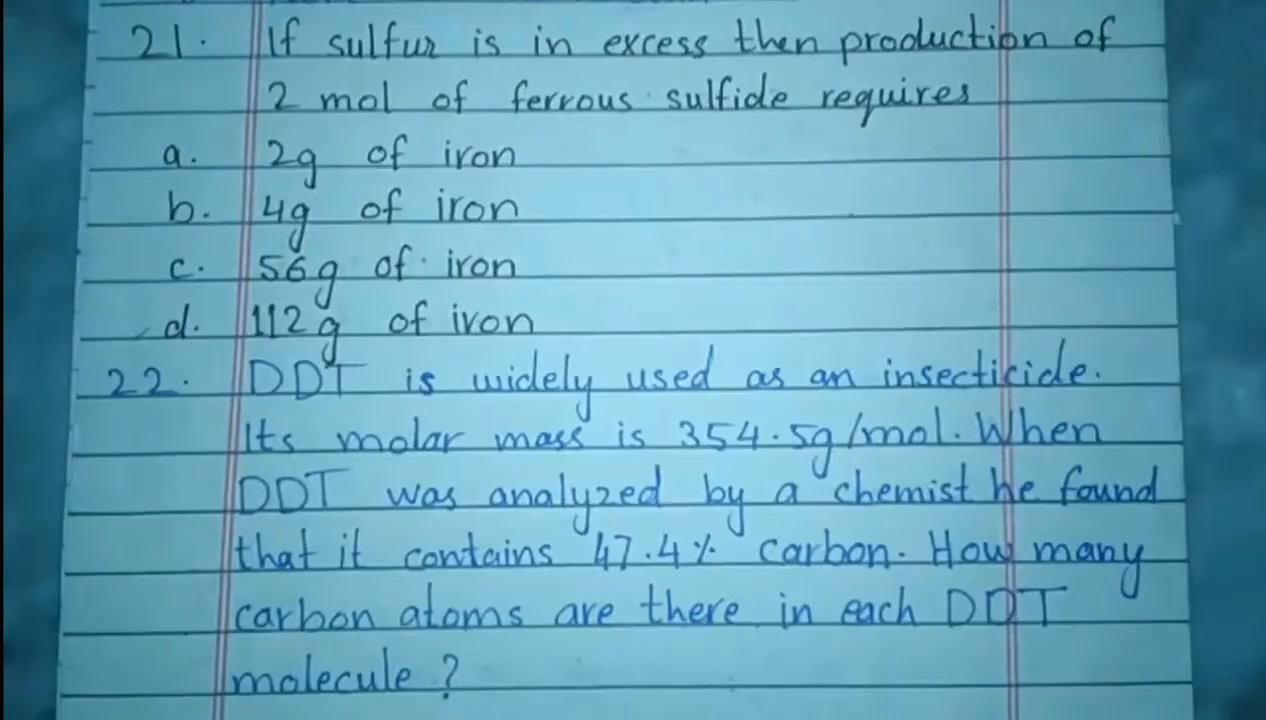 21. If sulfur is in excess then production of
2 mol of ferrous sulfide requires
a. 2g of iron
b. 4g of iron
c. 56g of iron
d. 112g of iron
22. DDT is widely used as an insecticide.
Its molar mass is 354.5g/mol. When
DDT was analyzed by a chemist he found
that it contains 47.4% carbon. How many
carbon atoms are there in each DDT
molecule?